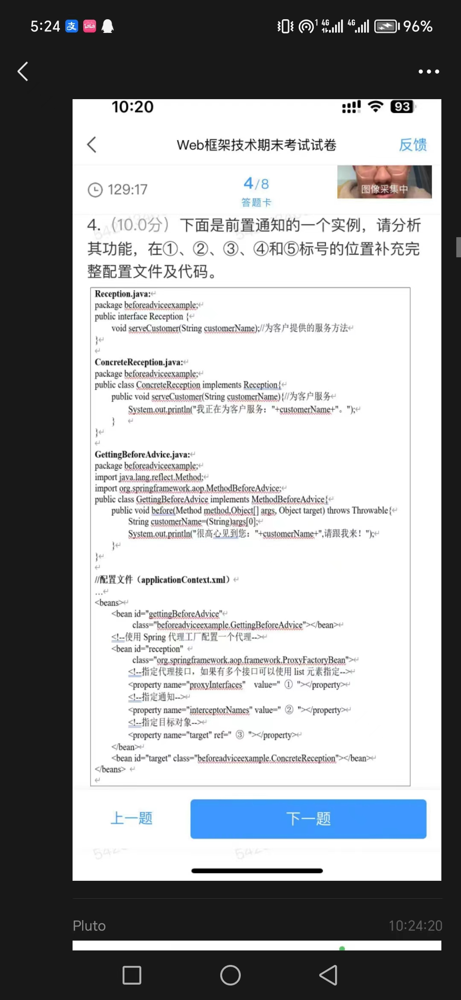 5:24 支 bilibili 1 4G 4G 96%
10:20 93
Web框架技术期末考试试卷 反馈
129:17 4/8 图像采集中
答题卡
4.（10.0分）下面是前置通知的一个实例，请分析
其功能，在①、②、③、④和⑤标号的位置补充完
整配置文件及代码。
Reception.java:↵
package beforeadviceexample;↵
public interface Reception {↵
void serveCustomer(String customerName);//为客户提供的服务方法↵
}↵
↵
ConcreteReception.java:↵
package beforeadviceexample;↵
public class ConcreteReception implements Reception{↵
public void serveCustomer(String customerName){//为客户服务↵
System.out.println("我正在为客户服务："+customerName+"。");↵
} ↵
}↵
↵
GettingBeforeAdvice.java:↵
package beforeadviceexample;↵
import java.lang.reflect.Method;↵
import org.springframework.aop.MethodBeforeAdvice;↵
public class GettingBeforeAdvice implements MethodBeforeAdvice{↵
public void before(Method method,Object[] args, Object target) throws Throwable{↵
String customerName=(String)args[0];↵
System.out.println("很高心见到您："+customerName+",请跟我来！");↵
}↵
}↵
↵
//配置文件（applicationContext.xml）↵
…↵
<beans>↵
<bean id="gettingBeforeAdvice"↵
class="beforeadviceexample.GettingBeforeAdvice"></bean>↵
<!--使用 Spring 代理工厂配置一个代理-->↵
<bean id="reception" ↵
class="org.springframework.aop.framework.ProxyFactoryBean">↵
<!--指定代理接口，如果有多个接口可以使用 list 元素指定-->↵
<property name="proxyInterfaces" value=" ① "></property>↵
<!--指定通知-->↵
<property name="interceptorNames" value=" ② "></property>↵
<!--指定目标对象-->↵
<property name="target" ref=" ③ "></property>↵
</bean>↵
<bean id="target" class="beforeadviceexample.ConcreteReception"></bean>↵
</beans> ↵
↵
上一题 下一题
Pluto 10:24:20